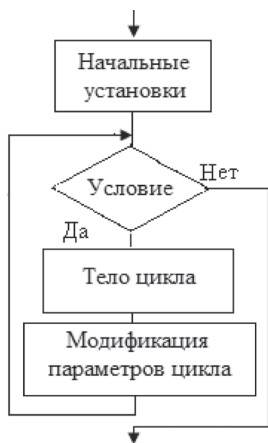 Начальные
установки
Условие
Нет
Да
Тело цикла
Модификация
параметров цикла